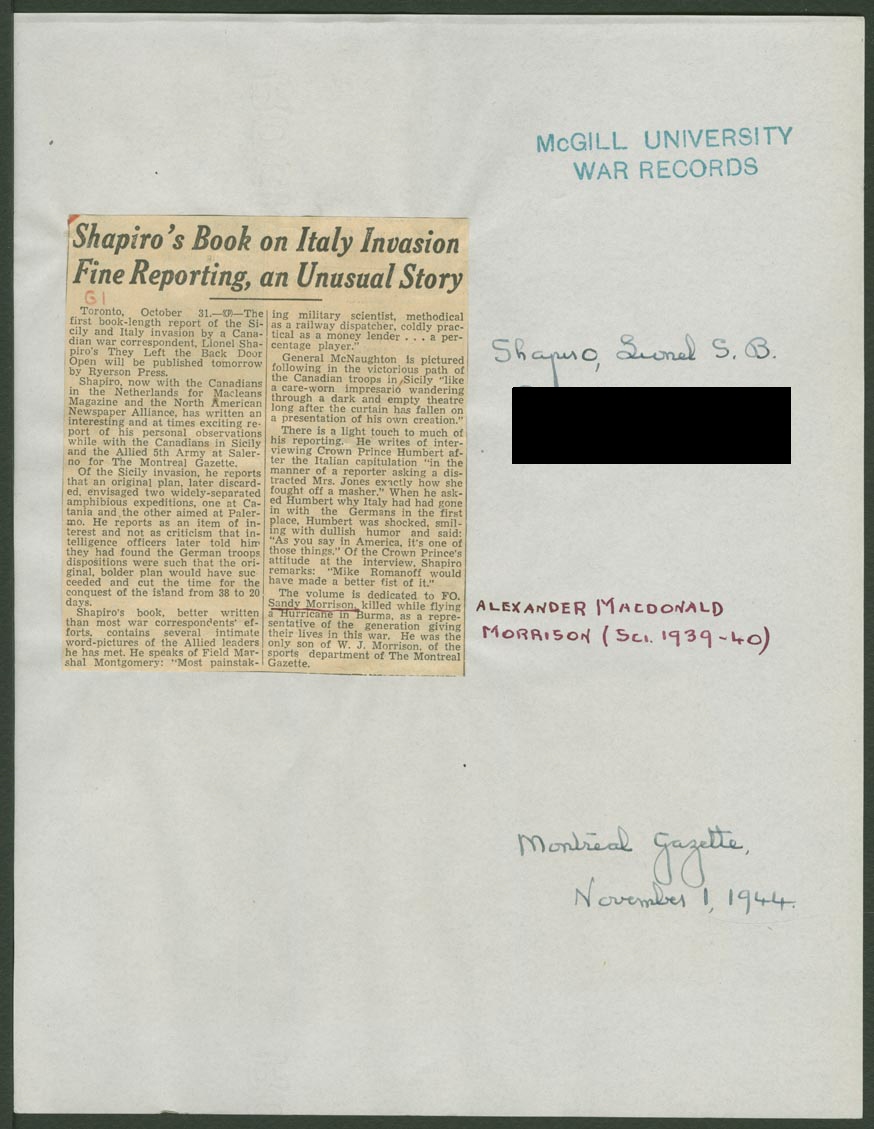 McGILL UNIVERSITY
WAR RECORDS
Shapiro's Book on Italy Invasion
Fine Reporting, an Unusual Story
G1
Toronto, October 31.—CP—The
first book-length report of the Si-
cily and Italy invasion by a Cana-
dian war correspondent, Lionel Sha-
piro's They Left the Back Door
Open will be published tomorrow
by Ryerson Press.
Shapiro, now with the Canadians
in the Netherlands for Macleans
Magazine and the North American
Newspaper Alliance, has written an
interesting and at times exciting re-
port of his personal observations
while with the Canadians in Sicily
and the Allied 5th Army at Saler-
no for The Montreal Gazette.
Of the Sicily invasion, he reports
that an original plan, later discard-
ed, envisaged two widely-separated
amphibious expeditions, one at Ca-
tania and the other aimed at Paler-
mo. He reports as an item of in-
terest and not as criticism that in-
telligence officers later told him
they had found the German troops
dispositions were such that the ori-
ginal, bolder plan would have suc-
ceeded and cut the time for the
conquest of the island from 38 to 20
days.
Shapiro's book, better written
than most war correspondents' ef-
forts, contains several intimate
word-pictures of the Allied leaders
he has met. He speaks of Field Mar-
shal Montgomery: "Most painstak-
ing military scientist, methodical
as a railway dispatcher, coldly prac-
tical as a money lender . . . a per-
centage player."
General McNaughton is pictured
following in the victorious path of
the Canadian troops in Sicily "like
a care-worn impresario wandering
through a dark and empty theatre
long after the curtain has fallen on
a presentation of his own creation."
There is a light touch to much of
his reporting. He writes of inter-
viewing Crown Prince Humbert af-
ter the Italian capitulation "in the
manner of a reporter asking a dis-
tracted Mrs. Jones exactly how she
fought off a masher." When he ask-
ed Humbert why Italy had had gone
in with the Germans in the first
place, Humbert was shocked, smil-
ing with dullish humor and said:
"As you say in America, it's one of
those things." Of the Crown Prince's
attitude at the interview, Shapiro
remarks: "Mike Romanoff would
have made a better fist of it."
The volume is dedicated to FO.
Sandy Morrison, killed while flying
a Hurricane in Burma, as a repre-
sentative of the generation giving
their lives in this war. He was the
only son of W. J. Morrison, of the
sports department of The Montreal
Gazette.
Shapiro, Lionel S. B.
ALEXANDER MACDONALD
MORRISON (SCI. 1939-40)
Montreal Gazette,
November 1, 1944.